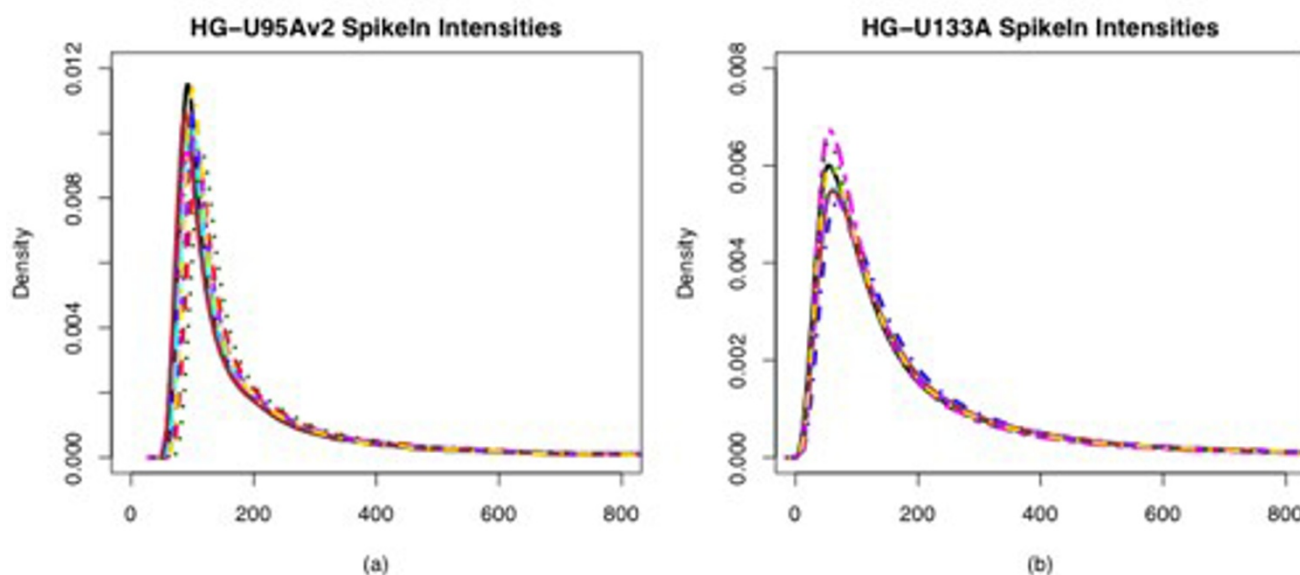 HG-U95Av2 SpikeIn Intensities
Density
0.000
0.004
0.008
0.012
0 200 400 600 800
(a)
HG-U133A SpikeIn Intensities
Density
0.000
0.002
0.004
0.006
0.008
0 200 400 600 800
(b)